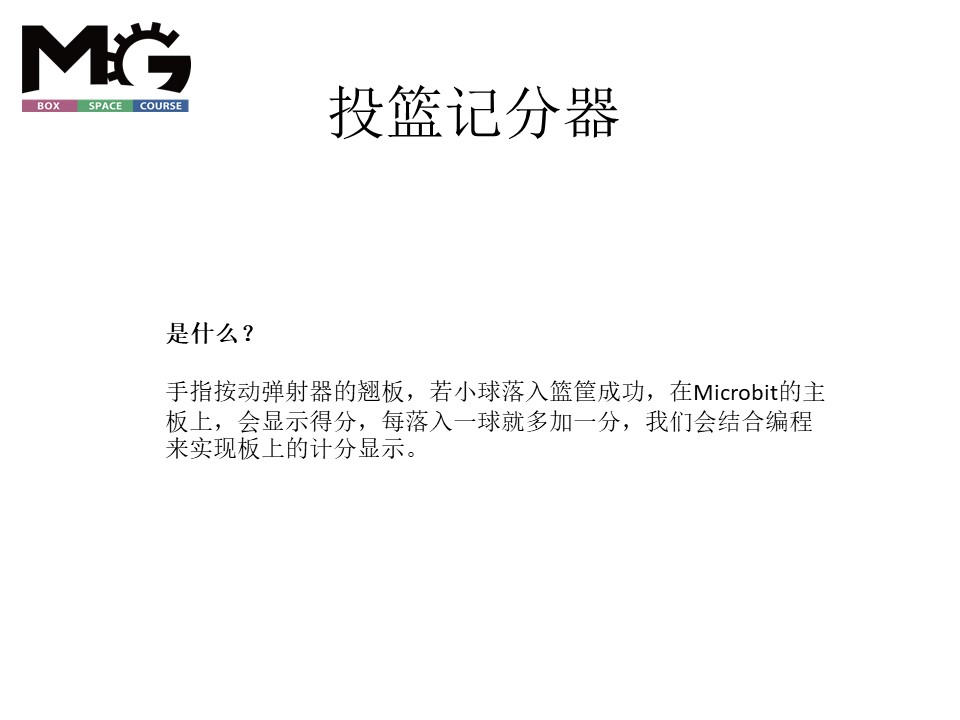 MG
BOX SPACE COURSE
投篮记分器
是什么？
手指按动弹射器的翘板，若小球落入篮筐成功，在Microbit的主
板上，会显示得分，每落入一球就多加一分，我们会结合编程
来实现板上的计分显示。